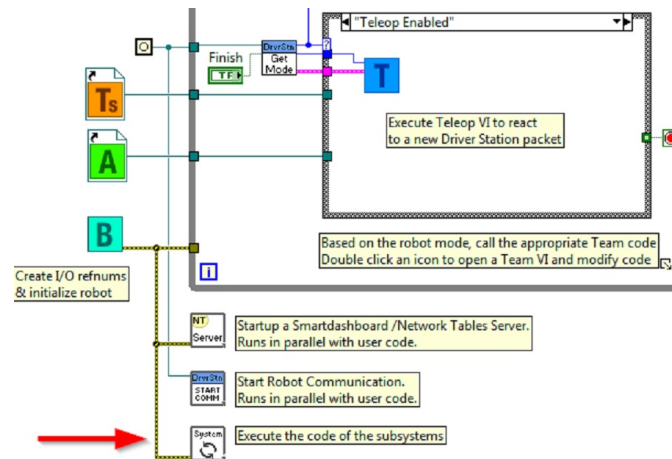 "Teleop Enabled"
Finish
TF
DrvrStn
Get
Mode
?
T
Ts
Execute Teleop VI to react
to a new Driver Station packet
A
B
Based on the robot mode, call the appropriate Team code
Double click an icon to open a Team VI and modify code
i
Create I/O refnums
& initialize robot
NT
Server
Startup a Smartdashboard /Network Tables Server.
Runs in parallel with user code.
DrvrStn
START
COMM
Start Robot Communication.
Runs in parallel with user code.
System
Execute the code of the subsystems